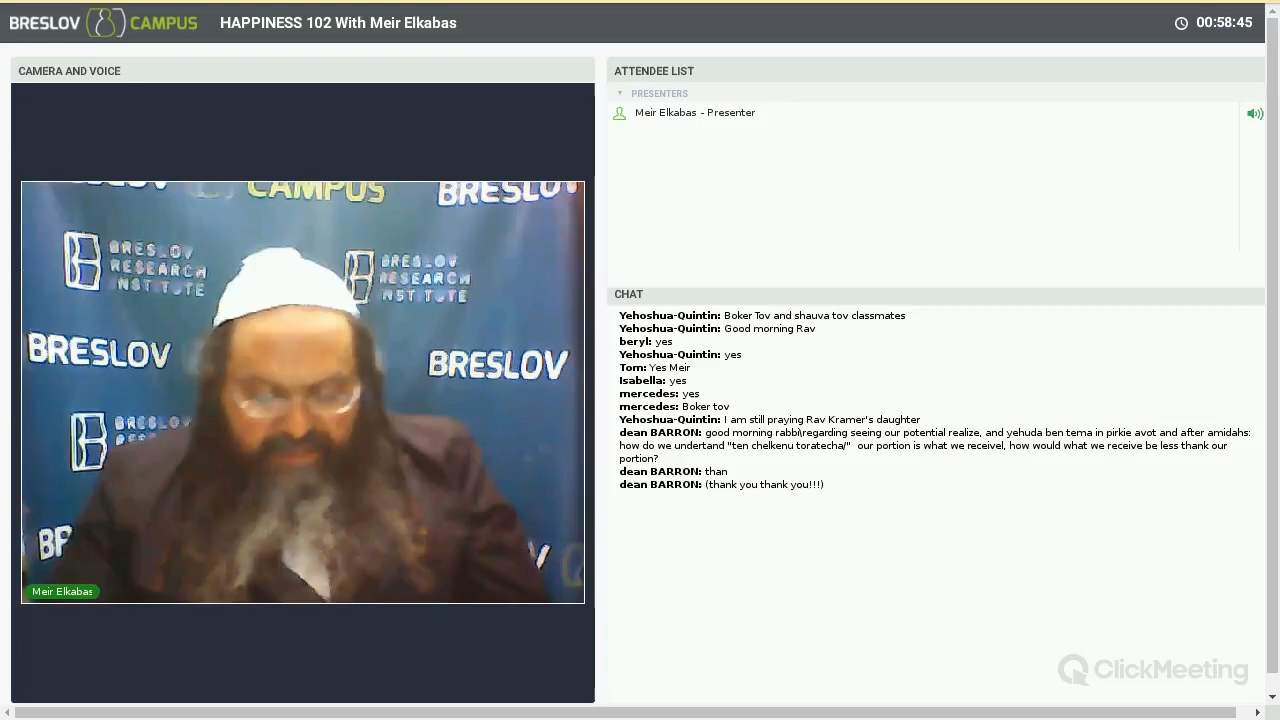 BRESLOV CAMPUS HAPPINESS 102 With Meir Elkabas 00:58:45
CAMERA AND VOICE
CAMPUS BRESLOV
BRESLOV RESEARCH INSTITUTE
BRESLOV RESEARCH INSTITUTE
BRESLOV BRESLOV
BRESLOV
Meir Elkabas
ATTENDEE LIST
PRESENTERS
Meir Elkabas - Presenter
CHAT
Yehoshua-Quintin: Boker Tov and shauva tov classmates
Yehoshua-Quintin: Good morning Rav
beryl: yes
Yehoshua-Quintin: yes
Tom: Yes Meir
Isabella: yes
mercedes: yes
mercedes: Boker tov
Yehoshua-Quintin: I am still praying Rav Kramer's daughter
dean BARRON: good morning rabbi\regarding seeing our potential realize, and yehuda ben tema in pirkie avot and after amidahs:
how do we undertand "ten chelkenu toratecha/" our portion is what we receivel, how would what we receive be less thank our
portion?
dean BARRON: than
dean BARRON: (thank you thank you!!!)
ClickMeeting